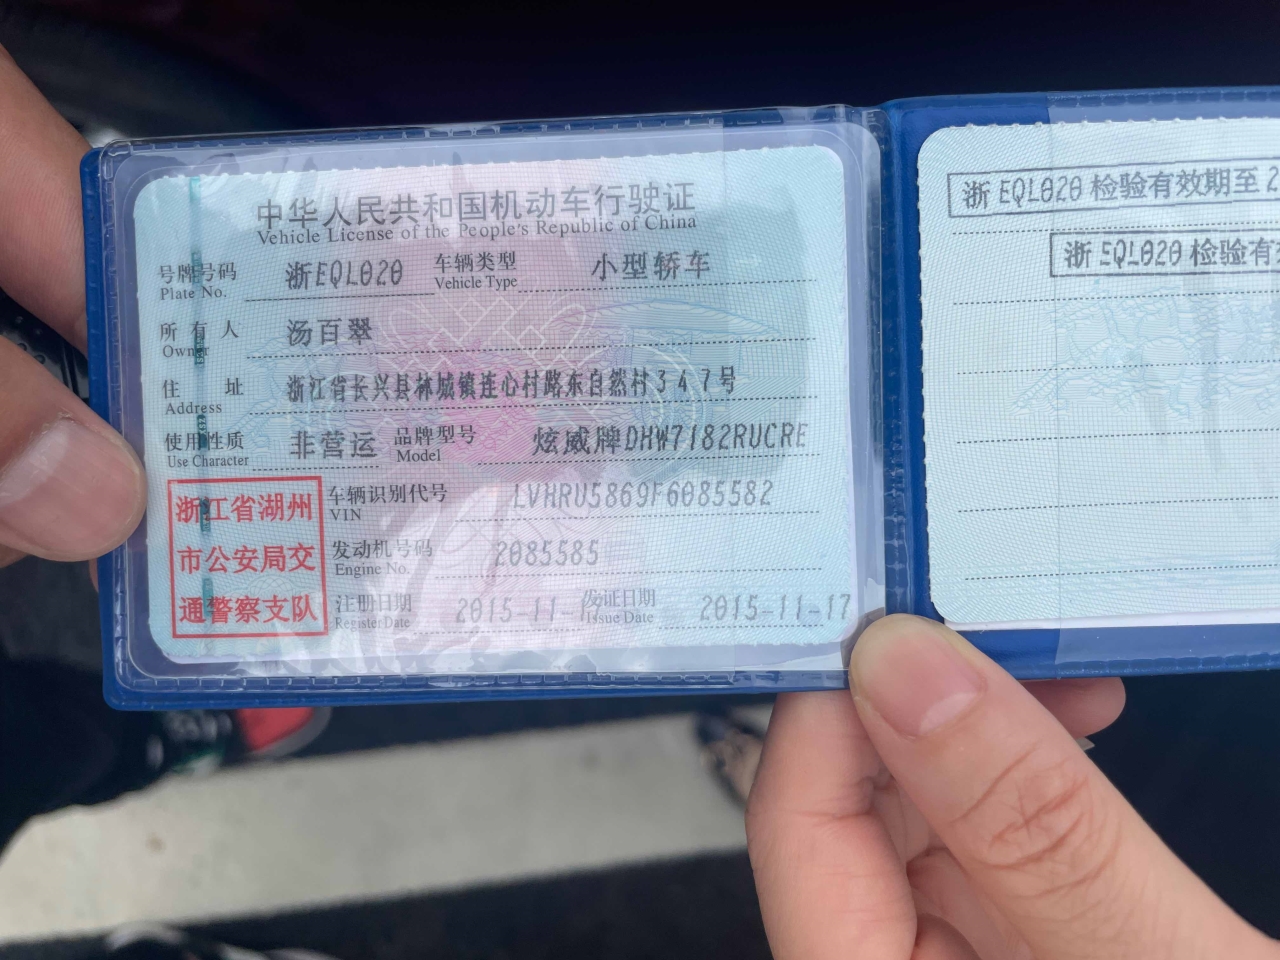 中华人民共和国机动车行驶证
Vehicle License of the People's Republic of China
号牌号码 浙EQL020 车辆类型 小型轿车
Plate No. Vehicle Type
所有人 汤百翠
Owner
住址 浙江省长兴县林城镇连心村路东自然村347号
Address
使用性质 非营运 品牌型号 炫威牌DHW7182RUCRE
Use Character Model
浙江省湖州
市公安局交
通警察支队
车辆识别代号 LVHRU5869F6085582
VIN
发动机号码 2085585
Engine No.
注册日期 2015-11-17 发证日期 2015-11-17
Register Date Issue Date
浙EQL020检验有效期至2
浙EQL020检验有